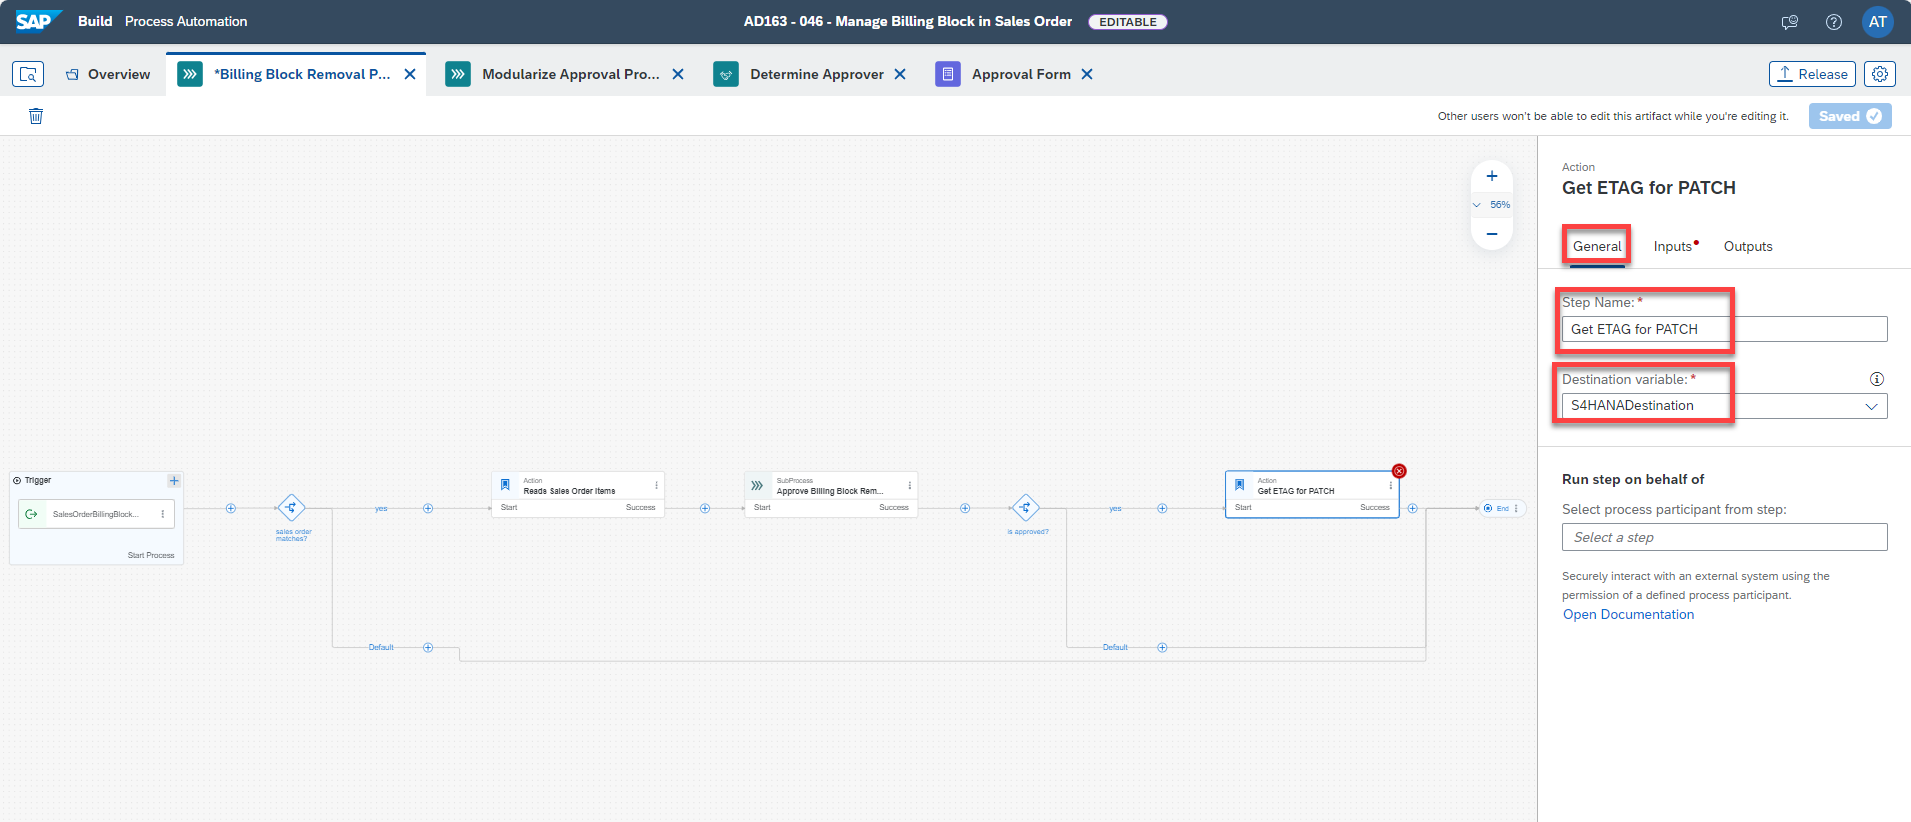 SAP Build Process Automation
AD163 - 046 - Manage Billing Block in Sales Order EDITABLE
AT
Overview
*Billing Block Removal P...
Modularize Approval Pro...
Determine Approver
Approval Form
Release
Other users won't be able to edit this artifact while you're editing it.
Saved
56%
Trigger
SalesOrderBillingBlock...
Start Process
sales order
matches?
yes
Default
Action
Reads Sales Order Items
Start Success
SubProcess
Approve Billing Block Rem...
Start Success
is approved?
yes
Default
Action
Get ETAG for PATCH
Start Success
End
Action
Get ETAG for PATCH
General Inputs Outputs
Step Name: *
Get ETAG for PATCH
Destination variable: *
S4HANADestination
Run step on behalf of
Select process participant from step:
Select a step
Securely interact with an external system using the
permission of a defined process participant.
Open Documentation